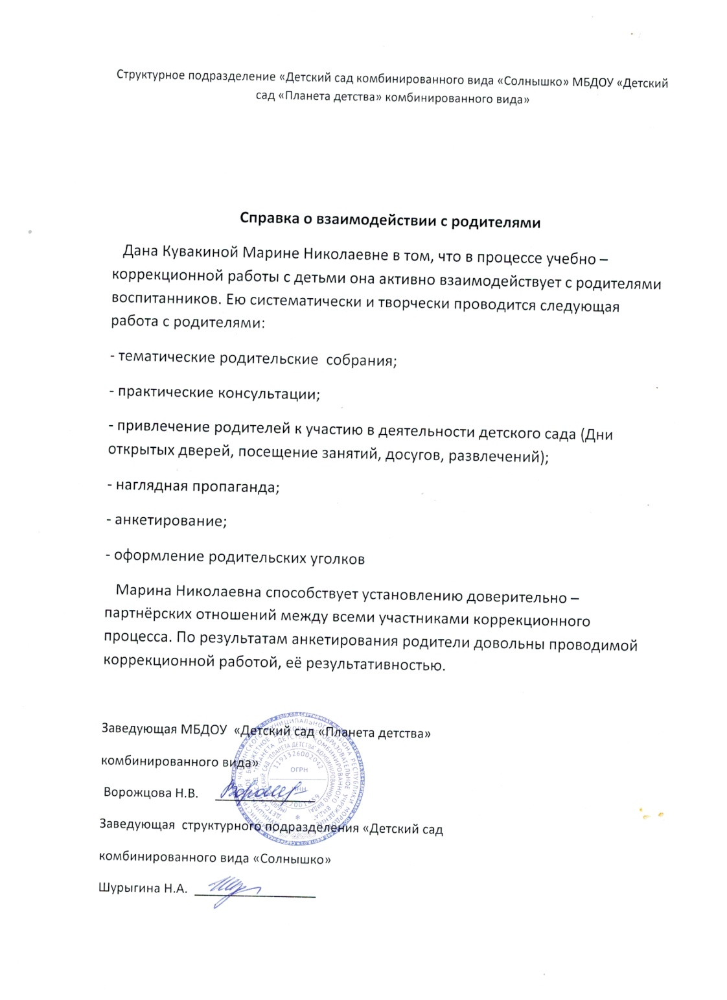 Структурное подразделение «Детский сад комбинированного вида «Солнышко» МБДОУ «Детский
сад «Планета детства» комбинированного вида»
Справка о взаимодействии с родителями
Дана Кувакиной Марине Николаевне в том, что в процессе учебно –
коррекционной работы с детьми она активно взаимодействует с родителями
воспитанников. Ею систематически и творчески проводится следующая
работа с родителями:
- тематические родительские собрания;
- практические консультации;
- привлечение родителей к участию в деятельности детского сада (Дни
открытых дверей, посещение занятий, досугов, развлечений);
- наглядная пропаганда;
- анкетирование;
- оформление родительских уголков
Марина Николаевна способствует установлению доверительно –
партнёрских отношений между всеми участниками коррекционного
процесса. По результатам анкетирования родители довольны проводимой
коррекционной работой, её результативностью.
Заведующая МБДОУ «Детский сад «Планета детства»
комбинированного вида»
Ворожцова Н.В.
Заведующая структурного подразделения «Детский сад
комбинированного вида «Солнышко»
Шурыгина Н.А.
1191326002042
ОГРН